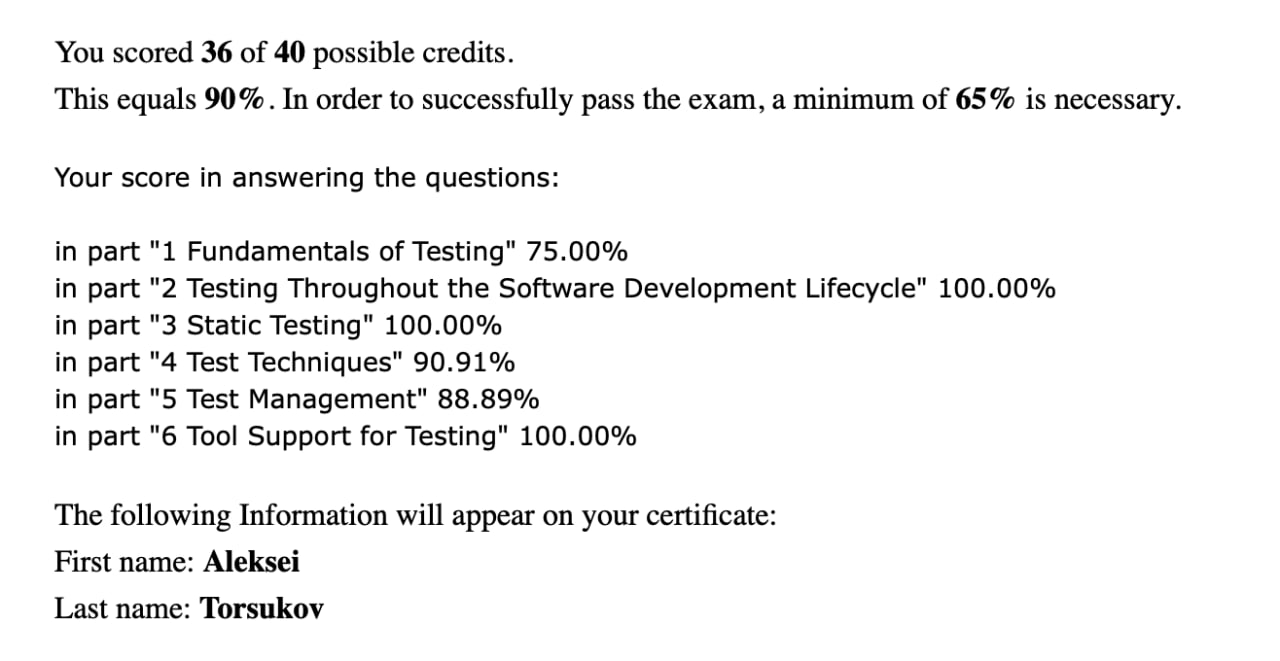 You scored 36 of 40 possible credits.
This equals 90% . In order to successfully pass the exam, a minimum of 65% is necessary.
Your score in answering the questions:
in part "1 Fundamentals of Testing" 75.00%
in part "2 Testing Throughout the Software Development Lifecycle" 100.00%
in part "3 Static Testing" 100.00%
in part "4 Test Techniques" 90.91%
in part "5 Test Management" 88.89%
in part "6 Tool Support for Testing" 100.00%
The following Information will appear on your certificate:
First name: Aleksei
Last name: Torsukov